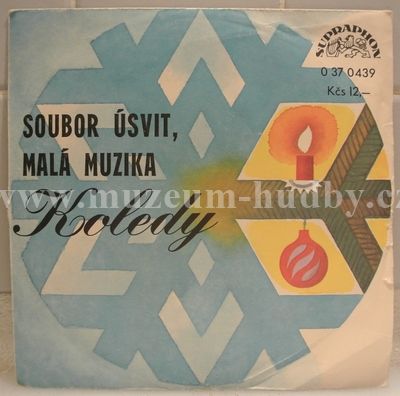 SUPRAPHON
0 37 0439
Kčs 12,–
SOUBOR ÚSVIT,
MALÁ MUZIKA
Koledy
www.muzeum-hudby.cz